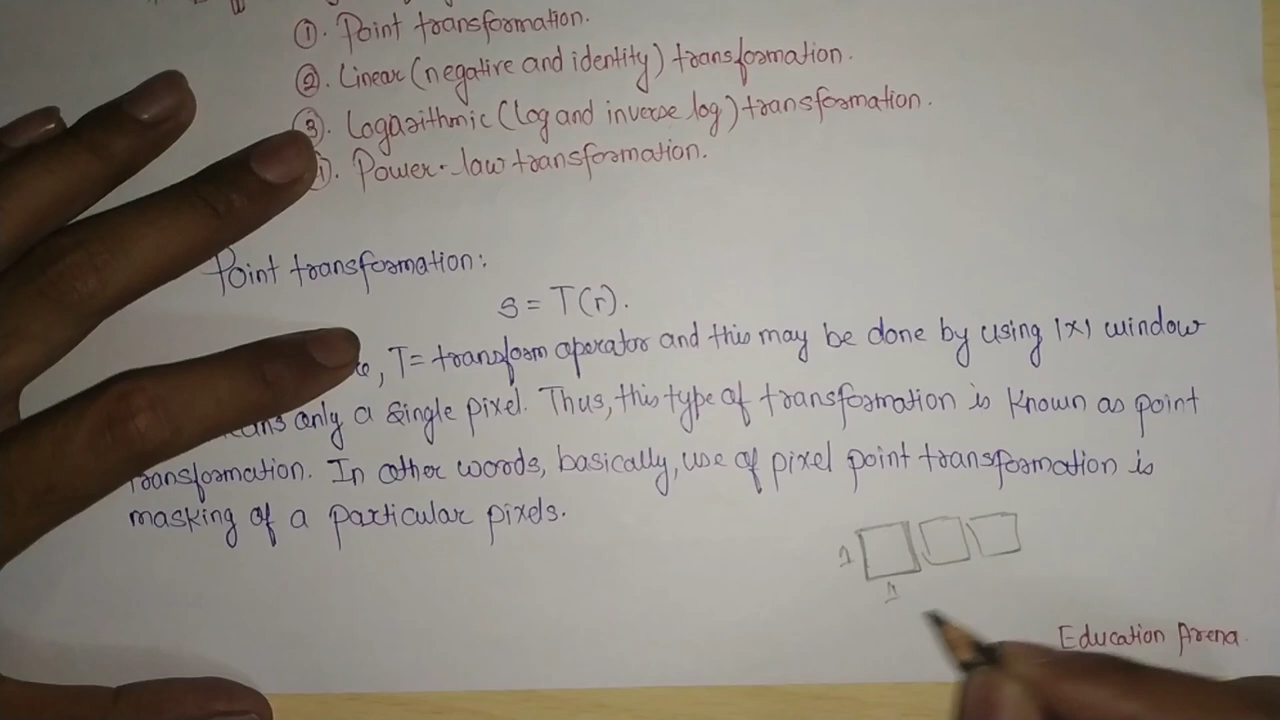 ①. Point transformation.
②. Linear (negative and identity) transformation.
③. Logarithmic (log and inverse log) transformation.
). Power-law transformation.
Point transformation:
s = T(r).
, T= transform operator and this may be done by using 1x1 window
only a single pixel. Thus, this type of transformation is known as point
ransformation. In other words, basically, use of pixel point transformation is
masking of a particular pixels.
1
1
Education Arena.